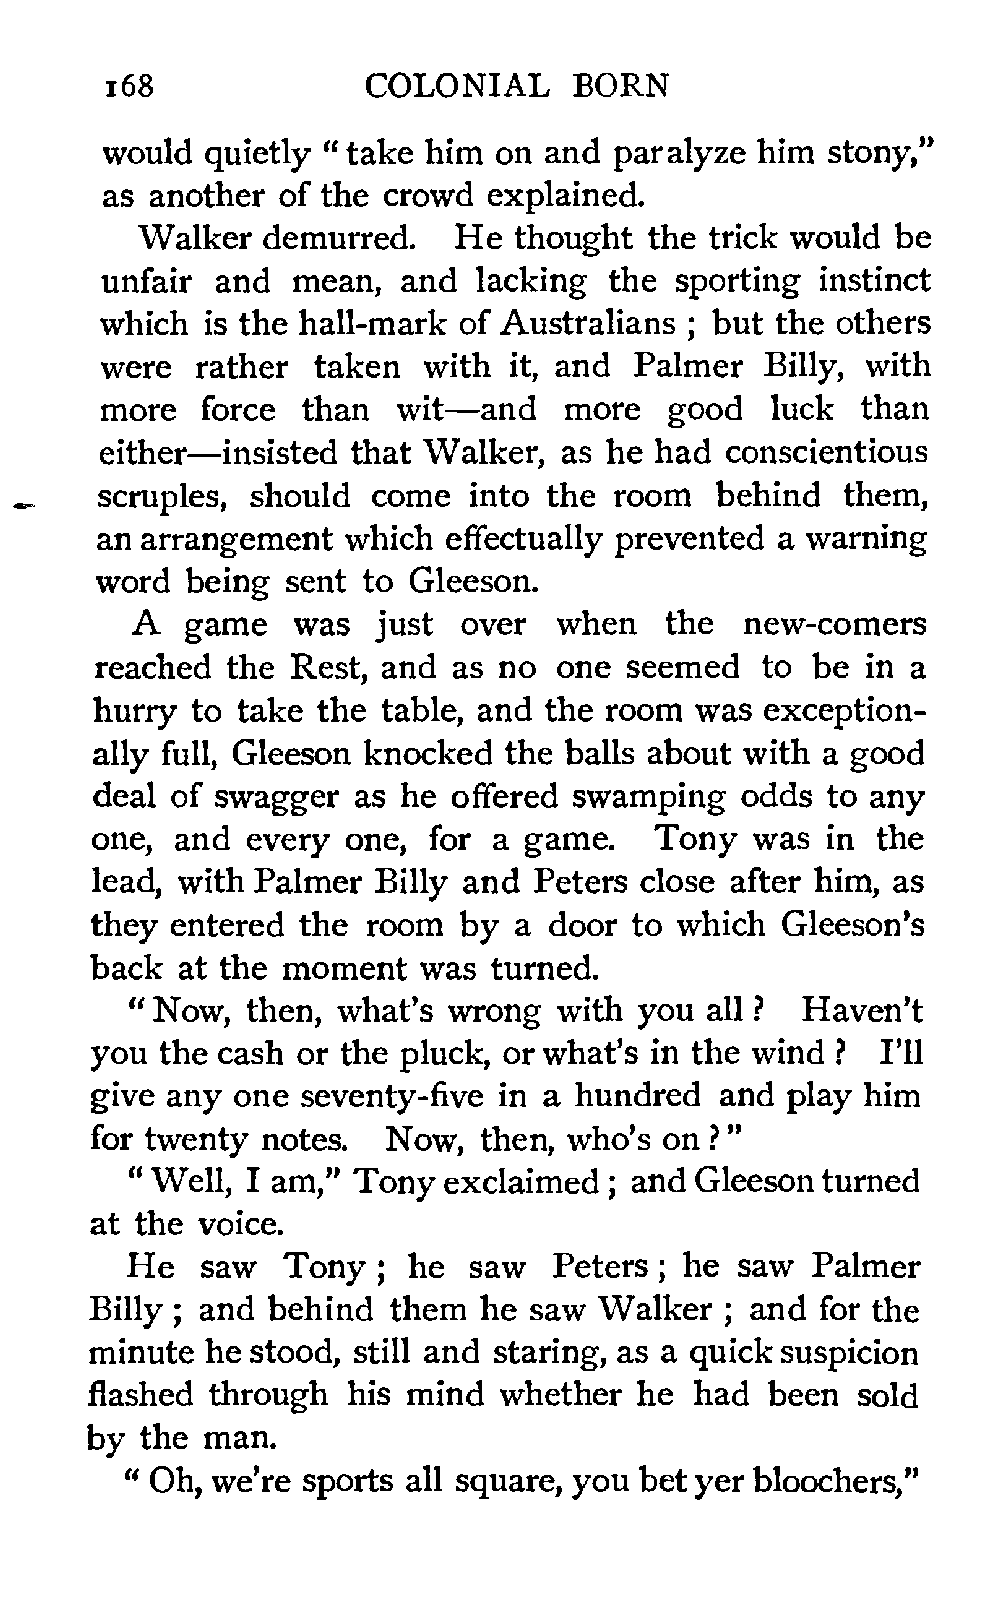 168 COLONIAL BORN
would quietly “take him on and paralyze him stony,”
as another of the crowd explained.
Walker demurred. He thought the trick would be
unfair and mean, and lacking the sporting instinct
which is the hall-mark of Australians ; but the others
were rather taken with it, and Palmer Billy, with
more force than wit—and more good luck than
either—insisted that Walker, as he had conscientious
scruples, should come into the room behind them,
an arrangement which effectually prevented a warning
word being sent to Gleeson.
A game was just over when the new-comers
reached the Rest, and as no one seemed to be in a
hurry to take the table, and the room was exception-
ally full, Gleeson knocked the balls about with a good
deal of swagger as he offered swamping odds to any
one, and every one, for a game. Tony was in the
lead, with Palmer Billy and Peters close after him, as
they entered the room by a door to which Gleeson’s
back at the moment was turned.
“Now, then, what’s wrong with you all ? Haven’t
you the cash or the pluck, or what’s in the wind ? I’ll
give any one seventy-five in a hundred and play him
for twenty notes. Now, then, who’s on ?”
“Well, I am,” Tony exclaimed ; and Gleeson turned
at the voice.
He saw Tony ; he saw Peters ; he saw Palmer
Billy ; and behind them he saw Walker ; and for the
minute he stood, still and staring, as a quick suspicion
flashed through his mind whether he had been sold
by the man.
“Oh, we’re sports all square, you bet yer bloochers,”